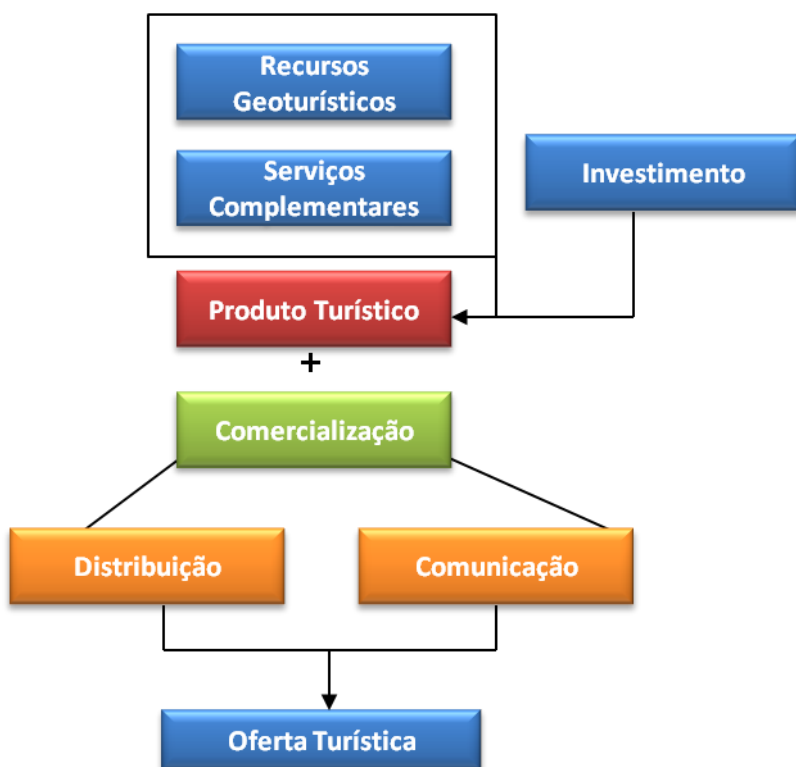 Recursos
Geoturísticos
Serviços
Complementares
Investimento
Produto Turístico
+
Comercialização
Distribuição
Comunicação
Oferta Turística